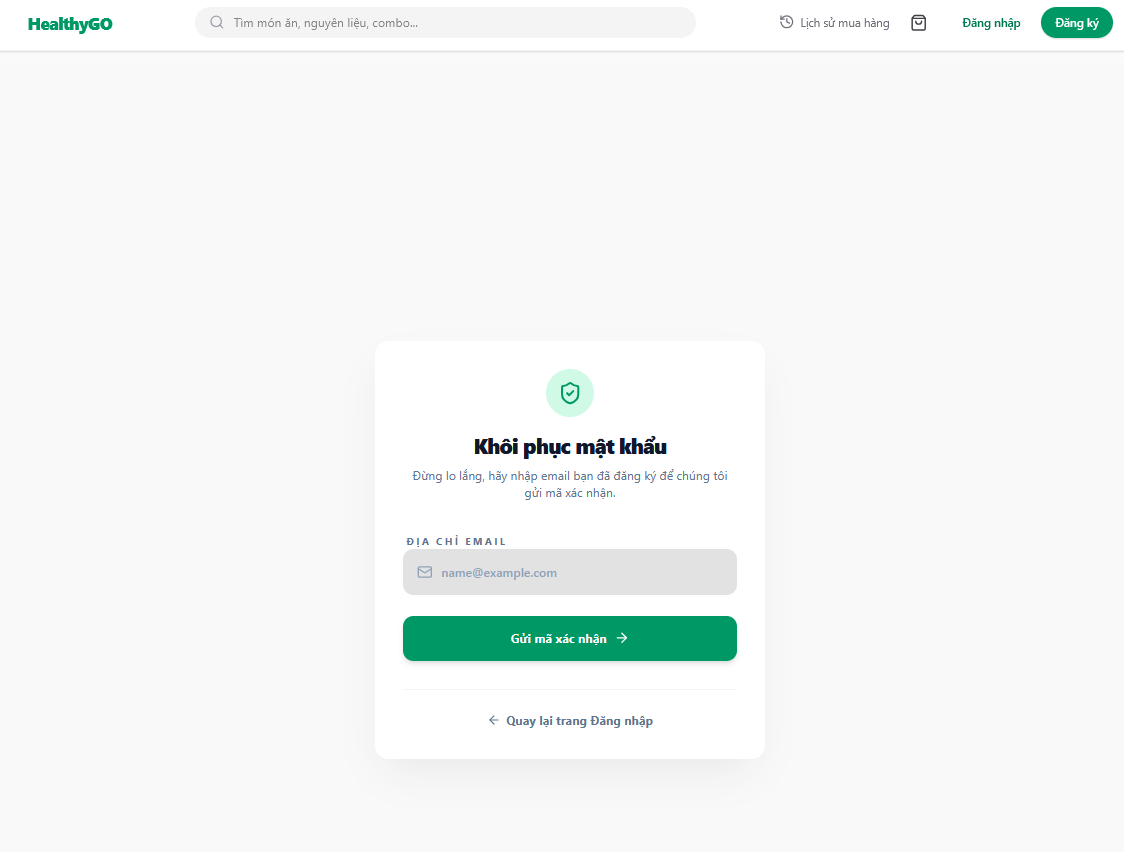 HealthyGO
Tìm món ăn, nguyên liệu, combo...
Lịch sử mua hàng
Đăng nhập
Đăng ký
Khôi phục mật khẩu
Đừng lo lắng, hãy nhập email bạn đã đăng ký để chúng tôi
gửi mã xác nhận.
ĐỊA CHỈ EMAIL
name@example.com
Gửi mã xác nhận
Quay lại trang Đăng nhập